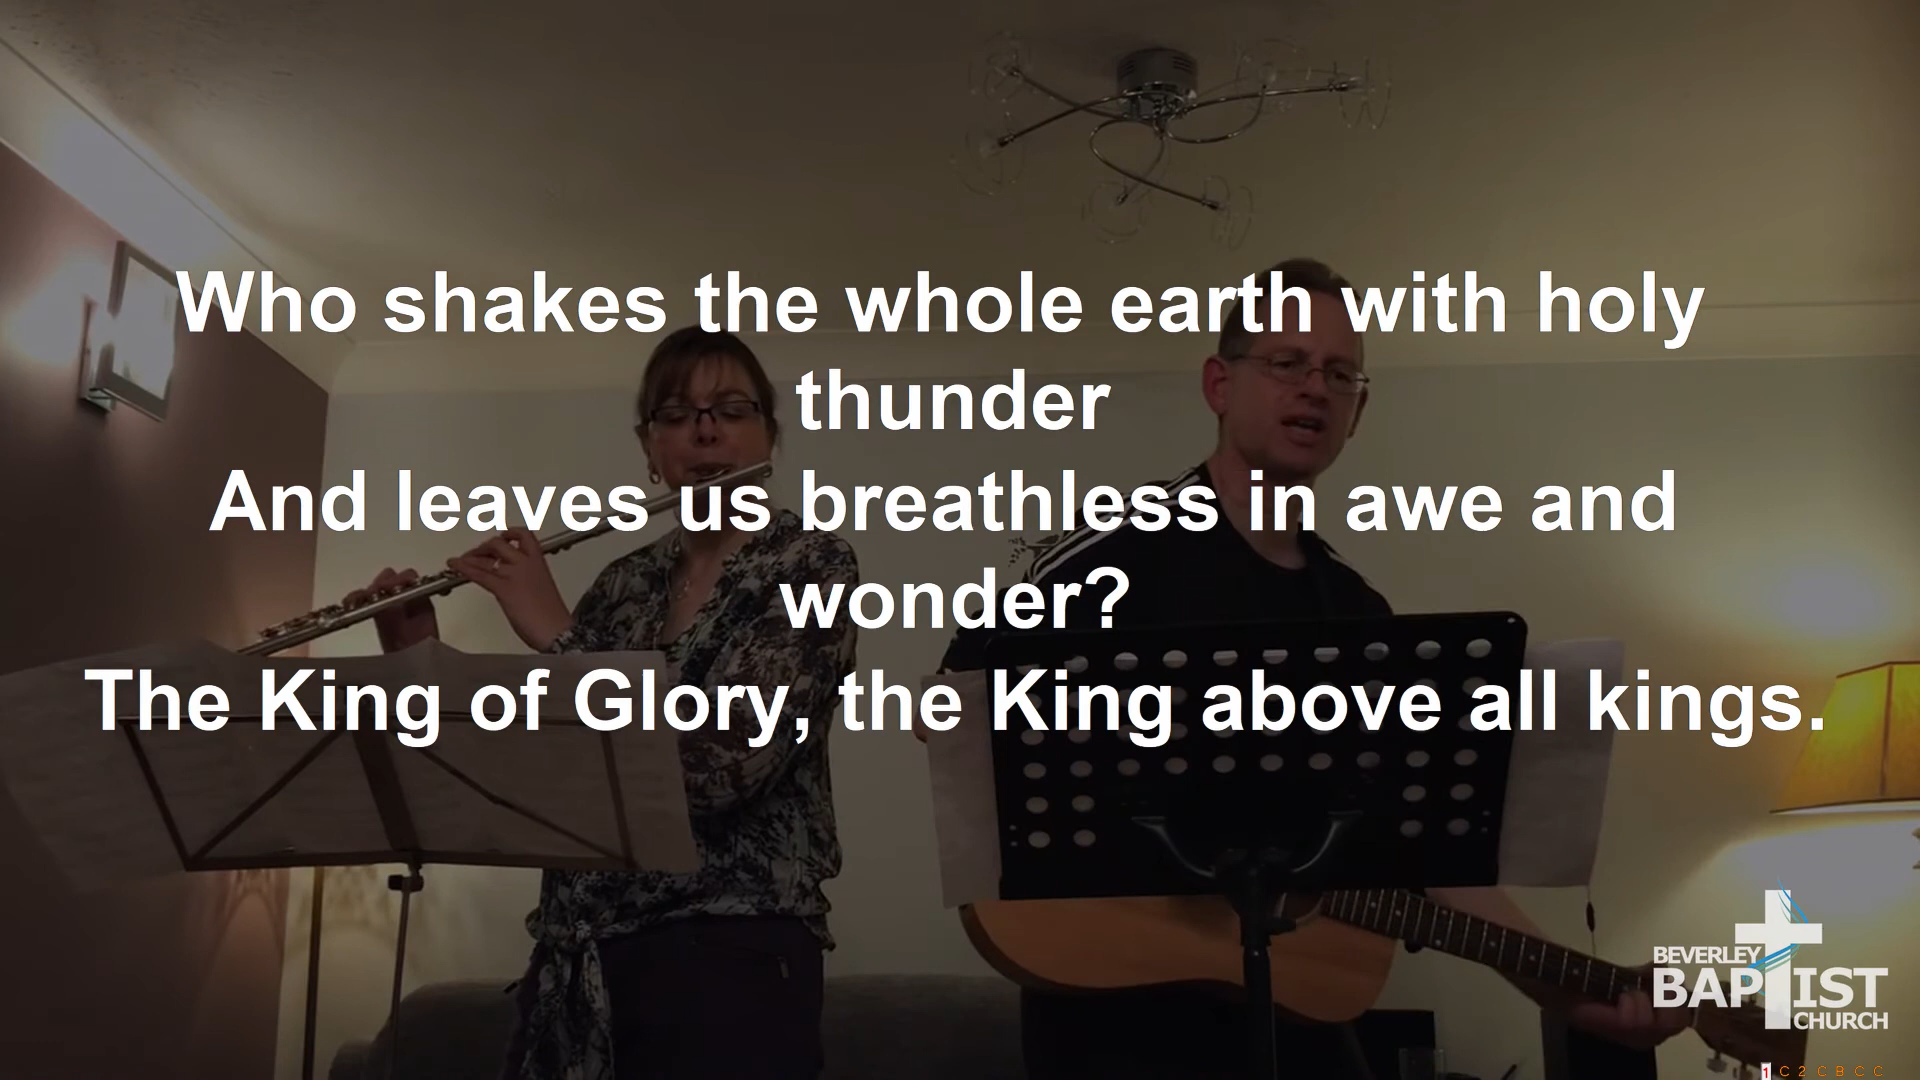 Who shakes the whole earth with holy
thunder
And leaves us breathless in awe and
wonder?
The King of Glory, the King above all kings.
BEVERLEY
BAPTIST
CHURCH
1 C 2 C B C C